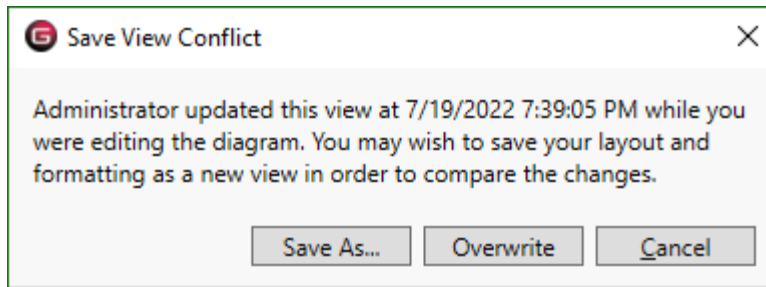 Save View Conflict
Administrator updated this view at 7/19/2022 7:39:05 PM while you
were editing the diagram. You may wish to save your layout and
formatting as a new view in order to compare the changes.
Save As... Overwrite Cancel